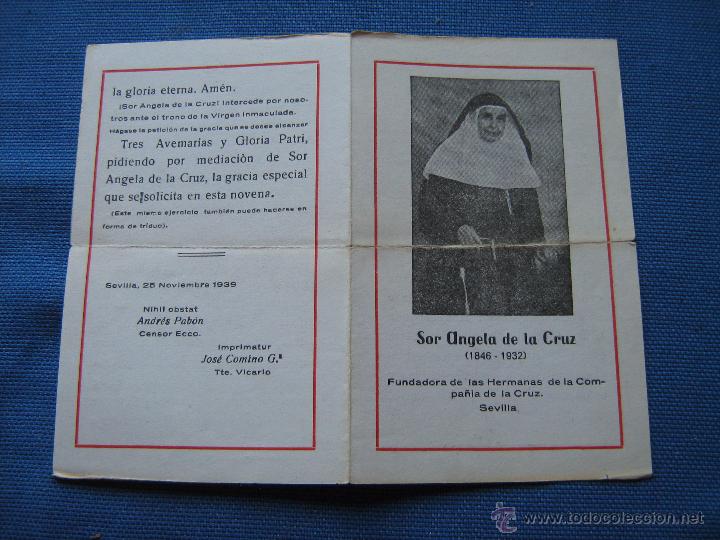 la gloria eterna. Amén.
¡Sor Angela de la Cruz! intercede por noso-
tros ante el trono de la Virgen Inmaculada.
Hágase la petición de la gracia que se desea alcanzar
Tres Avemarías y Gloria Patri,
pidiendo por mediación de Sor
Angela de la Cruz, la gracia especial
que se solicita en esta novena.
(Este mismo ejercicio también puede hacerse en
forma de triduo).
Sevilla, 25 Noviembre 1939
Nihil obstat
Andrés Pabón
Censor Ecco.
Imprimatur
José Comino G.ª
Tte. Vicario
Sor Angela de la Cruz
(1846 - 1932)
Fundadora de las Hermanas de la Com-
pañia de la Cruz.
Sevilla
www.todocoleccion.net